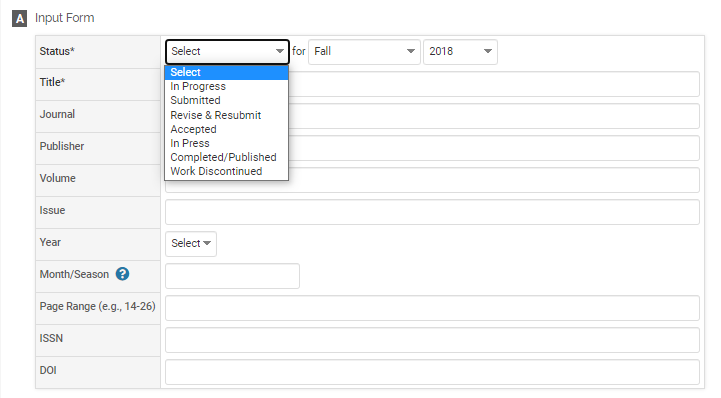 A Input Form
Status* Select for Fall 2018
Select
In Progress
Submitted
Revise & Resubmit
Accepted
In Press
Completed/Published
Work Discontinued
Title*
Journal
Publisher
Volume
Issue
Year Select
Month/Season ?
Page Range (e.g., 14-26)
ISSN
DOI